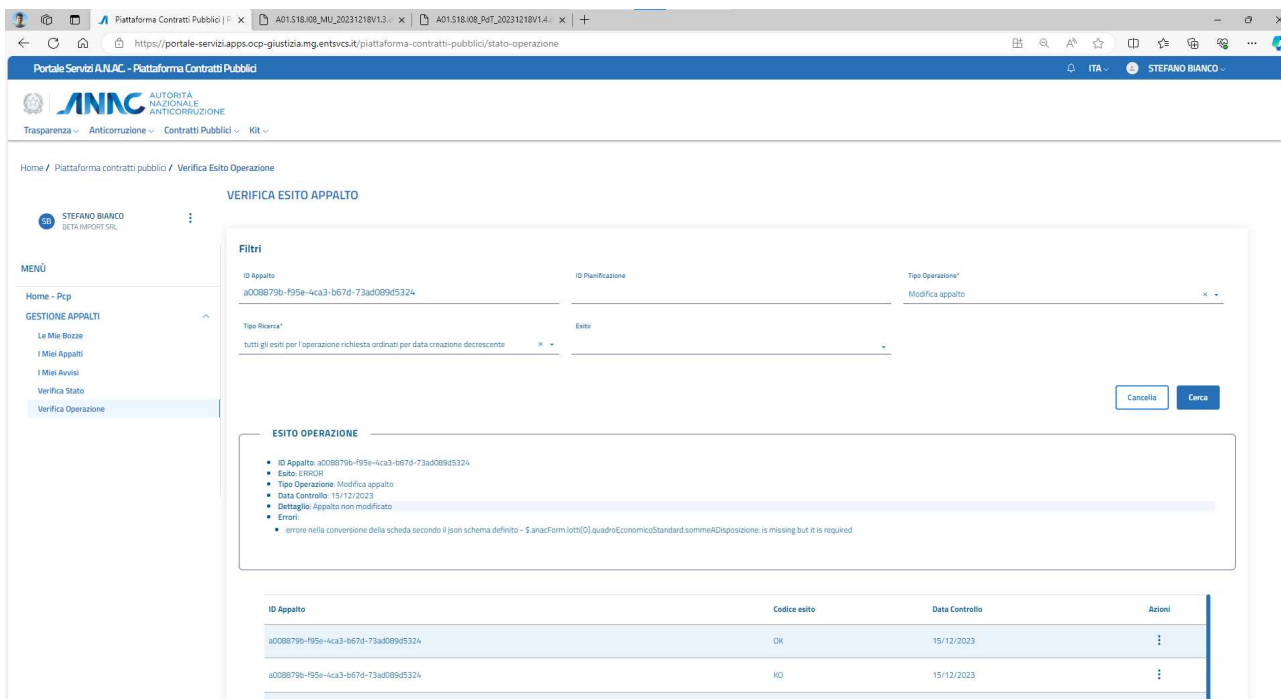 Piattaforma Contratti Pubblici | P
A01.S18.I08_MU_20231218V1.3.
A01.S18.I08_PdT_20231218V1.4.
https://portale-servizi.apps.ocp-giustizia.mg.entsvcs.it/piattaforma-contratti-pubblici/stato-operazione
Portale Servizi A.N.AC. - Piattaforma Contratti Pubblici
ITA
STEFANO BIANCO
ANAC AUTORITÀ NAZIONALE ANTICORRUZIONE
Trasparenza Anticorruzione Contratti Pubblici Kit
Home / Piattaforma contratti pubblici / Verifica Esito Operazione
VERIFICA ESITO APPALTO
SB
STEFANO BIANCO
BETA IMPORT SRL
MENÙ
Home - Pcp
GESTIONE APPALTI
Le Mie Bozze
I Miei Appalti
I Miei Avvisi
Verifica Stato
Verifica Operazione
Filtri
ID Appalto
a008879b-f95e-4ca3-b67d-73ad089d5324
ID Pianificazione
Tipo Operazione*
Modifica appalto
Tipo Ricerca*
tutti gli esiti per l'operazione richiesta ordinati per data creazione decrescente
Esito
Cancella
Cerca
ESITO OPERAZIONE
ID Appalto: a008879b-f95e-4ca3-b67d-73ad089d5324
Esito: ERROR
Tipo Operazione: Modifica appalto
Data Controllo: 15/12/2023
Dettaglio: Appalto non modificato
Errori:
errore nella conversione della scheda secondo il json schema definito - $.anacForm.lotti[0].quadroEconomicoStandard.sommeADisposizione: is missing but it is required
ID Appalto Codice esito Data Controllo Azioni
a008879b-f95e-4ca3-b67d-73ad089d5324 OK 15/12/2023
a008879b-f95e-4ca3-b67d-73ad089d5324 KO 15/12/2023